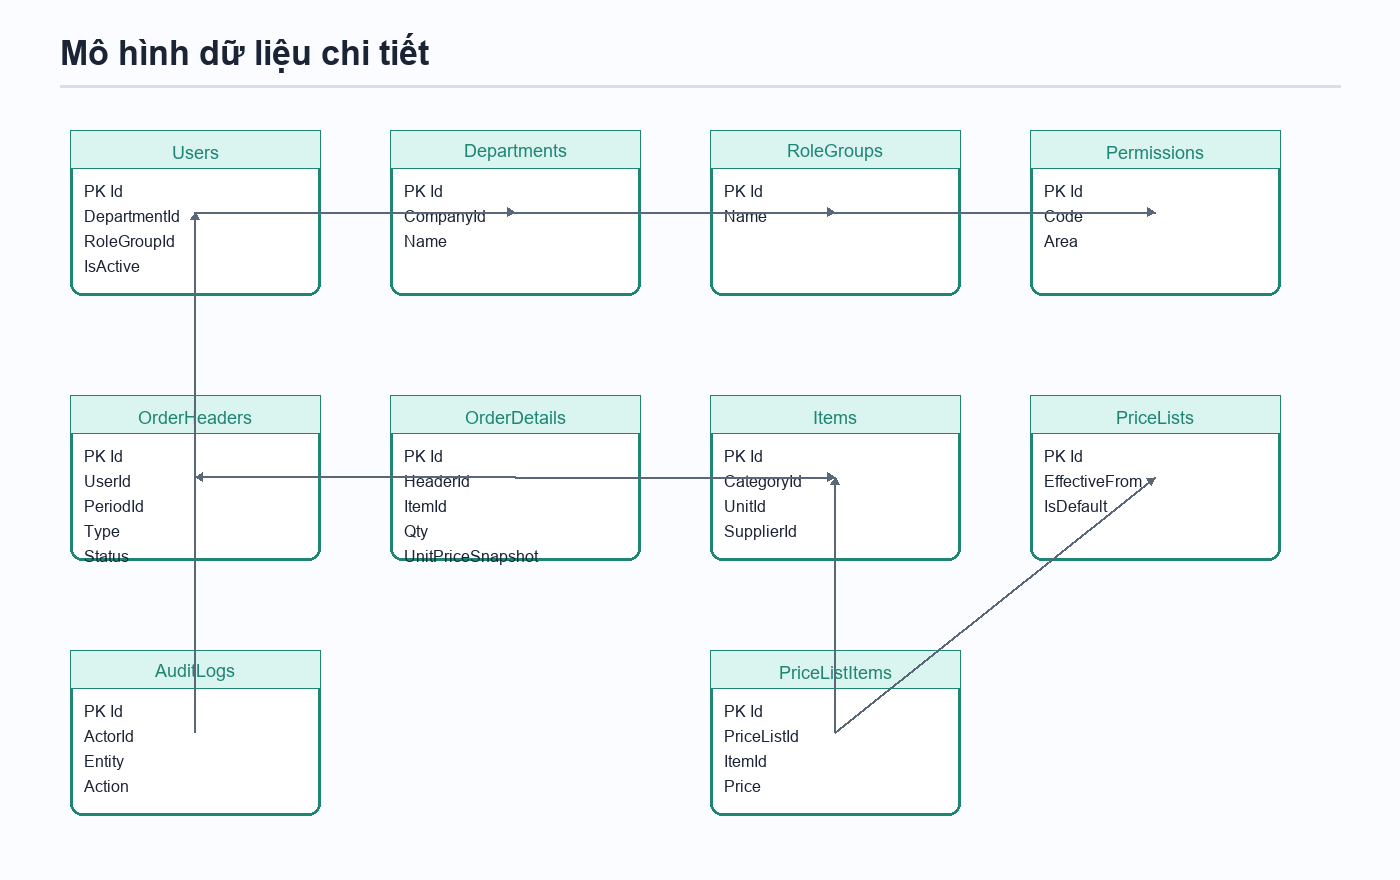 Mô hình dữ liệu chi tiết
Users
PK Id
DepartmentId
RoleGroupId
IsActive
Departments
PK Id
CompanyId
Name
RoleGroups
PK Id
Name
Permissions
PK Id
Code
Area
OrderHeaders
PK Id
UserId
PeriodId
Type
Status
OrderDetails
PK Id
HeaderId
ItemId
Qty
UnitPriceSnapshot
Items
PK Id
CategoryId
UnitId
SupplierId
PriceLists
PK Id
EffectiveFrom
IsDefault
AuditLogs
PK Id
ActorId
Entity
Action
PriceListItems
PK Id
PriceListId
ItemId
Price